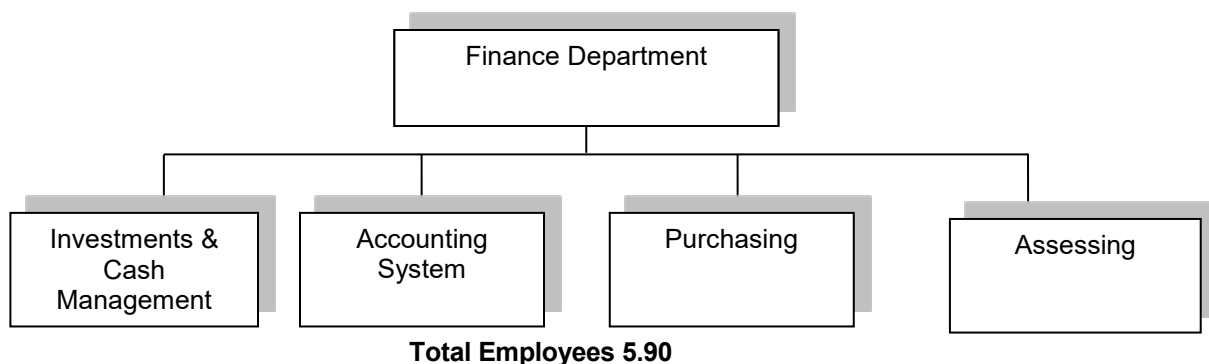 Finance Department
Investments &
Cash
Management
Accounting
System
Purchasing
Assessing
Total Employees 5.90